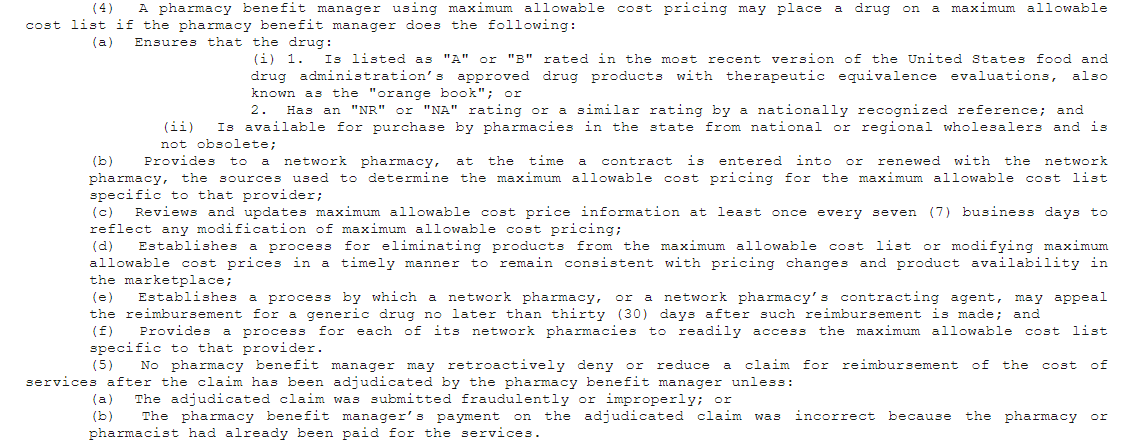 (4) A pharmacy benefit manager using maximum allowable cost pricing may place a drug on a maximum allowable
cost list if the pharmacy benefit manager does the following:
(a) Ensures that the drug:
(i) 1. Is listed as "A" or "B" rated in the most recent version of the United States food and
drug administration's approved drug products with therapeutic equivalence evaluations, also
known as the "orange book"; or
2. Has an "NR" or "NA" rating or a similar rating by a nationally recognized reference; and
(ii) Is available for purchase by pharmacies in the state from national or regional wholesalers and is
not obsolete;
(b) Provides to a network pharmacy, at the time a contract is entered into or renewed with the network
pharmacy, the sources used to determine the maximum allowable cost pricing for the maximum allowable cost list
specific to that provider;
(c) Reviews and updates maximum allowable cost price information at least once every seven (7) business days to
reflect any modification of maximum allowable cost pricing;
(d) Establishes a process for eliminating products from the maximum allowable cost list or modifying maximum
allowable cost prices in a timely manner to remain consistent with pricing changes and product availability in
the marketplace;
(e) Establishes a process by which a network pharmacy, or a network pharmacy's contracting agent, may appeal
the reimbursement for a generic drug no later than thirty (30) days after such reimbursement is made; and
(f) Provides a process for each of its network pharmacies to readily access the maximum allowable cost list
specific to that provider.
(5) No pharmacy benefit manager may retroactively deny or reduce a claim for reimbursement of the cost of
services after the claim has been adjudicated by the pharmacy benefit manager unless:
(a) The adjudicated claim was submitted fraudulently or improperly; or
(b) The pharmacy benefit manager's payment on the adjudicated claim was incorrect because the pharmacy or
pharmacist had already been paid for the services.